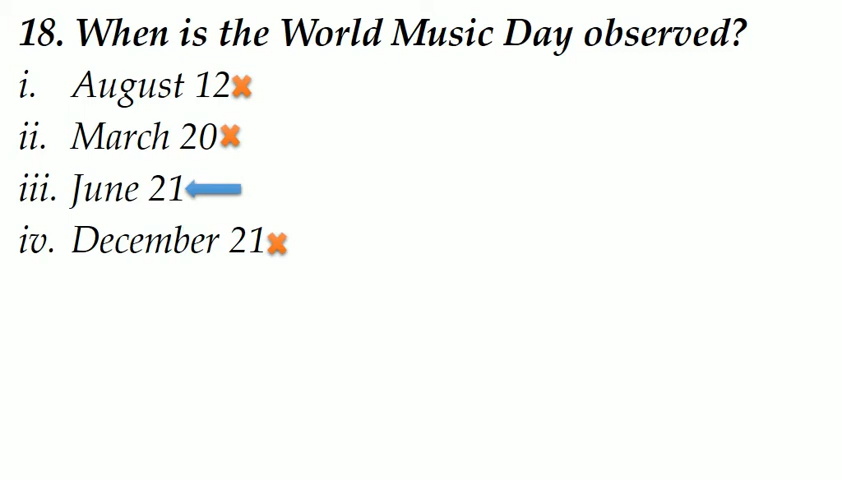 18. When is the World Music Day observed?
i. August 12
ii. March 20
iii. June 21
iv. December 21